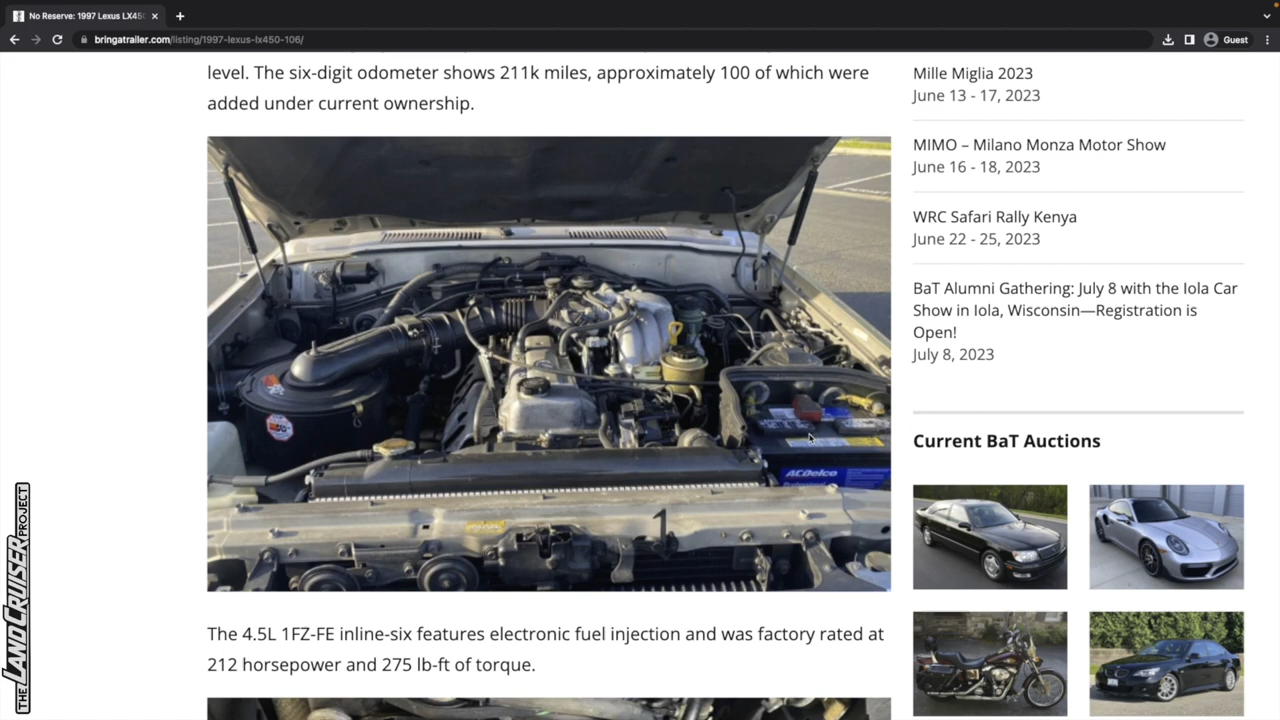 No Reserve: 1997 Lexus LX450
bringatrailer.com/listing/1997-lexus-lx450-106/
Guest
level. The six-digit odometer shows 211k miles, approximately 100 of which were
added under current ownership.
ACDelco
The 4.5L 1FZ-FE inline-six features electronic fuel injection and was factory rated at
212 horsepower and 275 lb-ft of torque.
Mille Miglia 2023
June 13 - 17, 2023
MIMO – Milano Monza Motor Show
June 16 - 18, 2023
WRC Safari Rally Kenya
June 22 - 25, 2023
BaT Alumni Gathering: July 8 with the Iola Car
Show in Iola, Wisconsin—Registration is
Open!
July 8, 2023
Current BaT Auctions
THE LAND CRUISER PROJECT